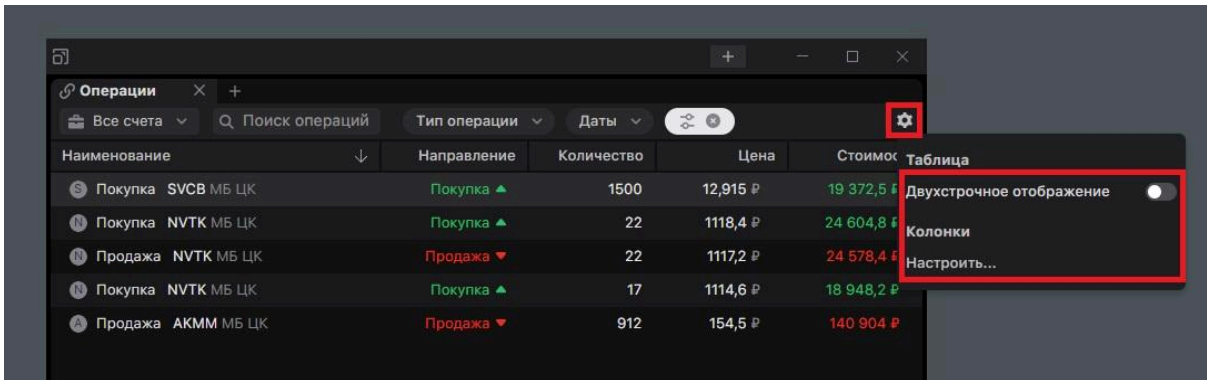 Операции
Все счета Поиск операций Тип операции Даты
Наименование Направление Количество Цена Стоимос
S Покупка SVCB МБ ЦК Покупка 1500 12,915 ₽ 19 372,5 ₽
N Покупка NVTK МБ ЦК Покупка 22 1118,4 ₽ 24 604,8 ₽
N Продажа NVTK МБ ЦК Продажа 22 1117,2 ₽ 24 578,4 ₽
N Покупка NVTK МБ ЦК Покупка 17 1114,6 ₽ 18 948,2 ₽
A Продажа AKMM МБ ЦК Продажа 912 154,5 ₽ 140 904 ₽
Таблица
Двухстрочное отображение
Колонки
Настроить...